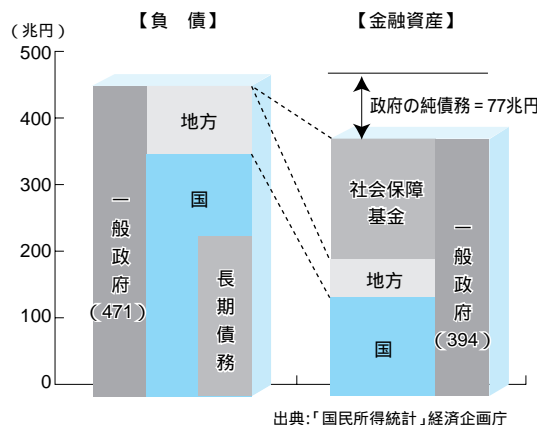 【負　債】
【金融資産】
（兆円）
500
400
300
200
100
0
一般政府（471）
地方
国
長期債務
政府の純債務＝77兆円
社会保障
基金
地方
国
一般政府（394）
出典:「国民所得統計」経済企画庁